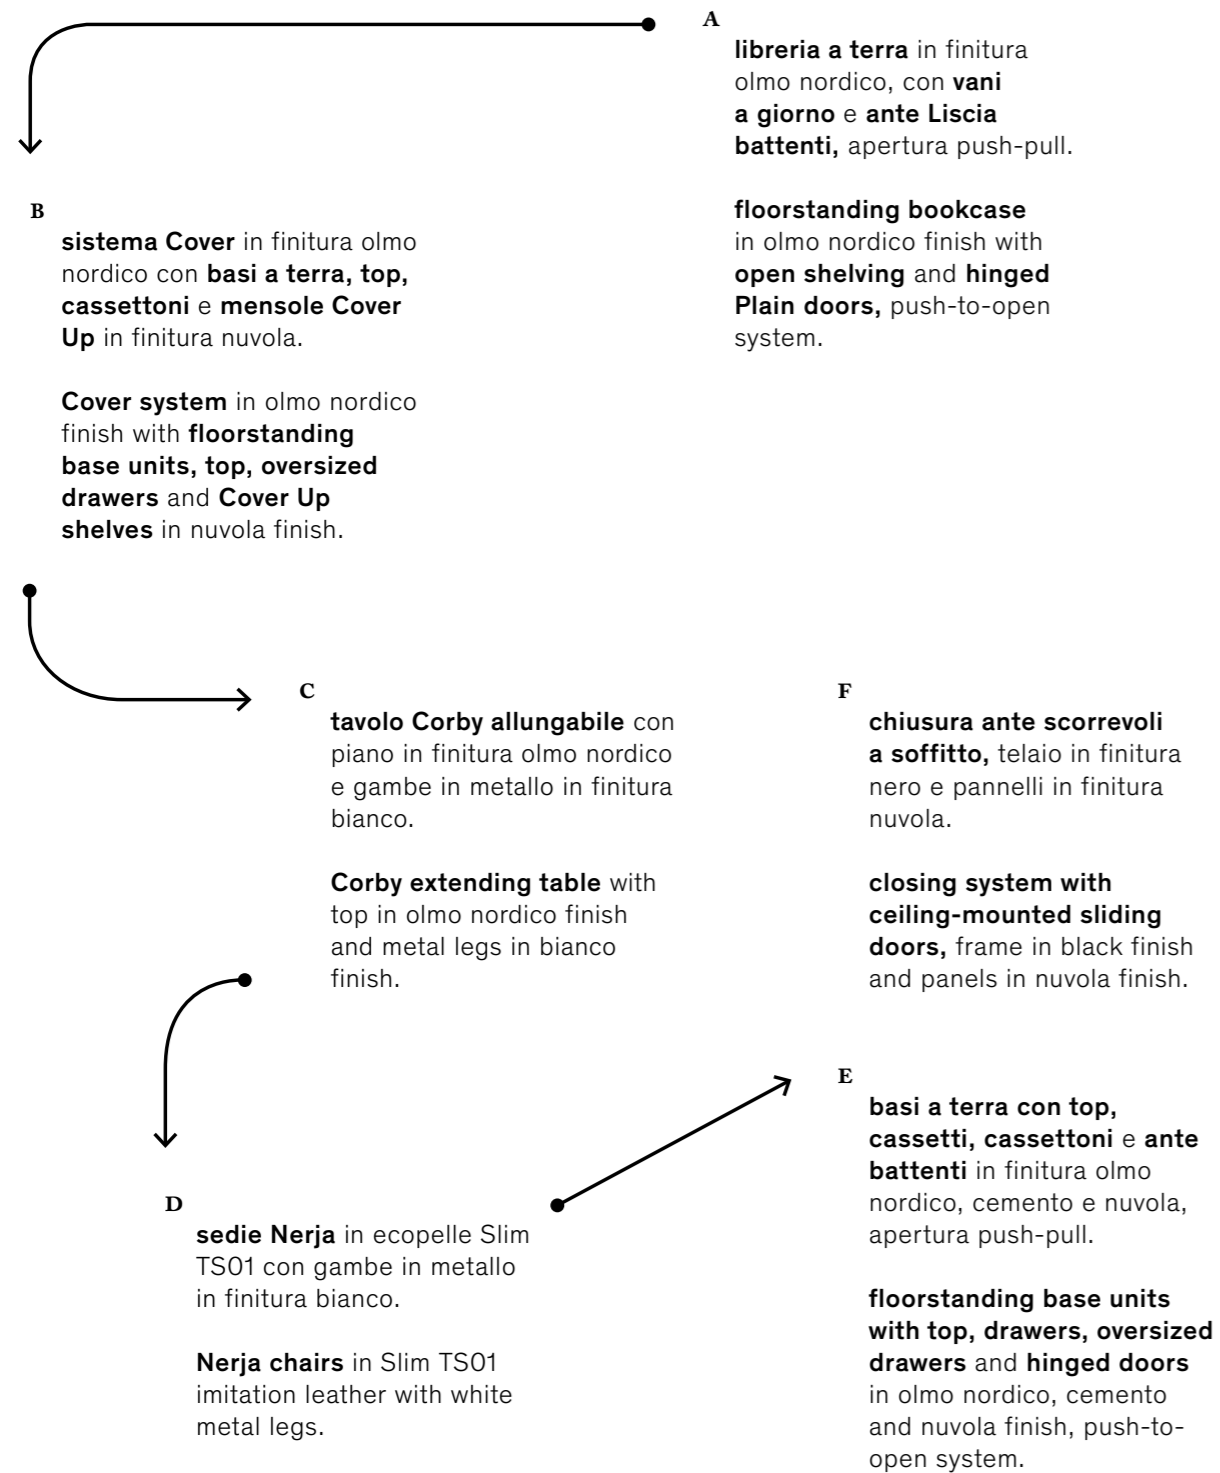 A
libreria a terra in finitura
olmo nordico, con vani
a giorno e ante Liscia
battenti, apertura push-pull.
floorstanding bookcase
in olmo nordico finish with
open shelving and hinged
Plain doors, push-to-open
system.
B
sistema Cover in finitura olmo
nordico con basi a terra, top,
cassettoni e mensole Cover
Up in finitura nuvola.
Cover system in olmo nordico
finish with floorstanding
base units, top, oversized
drawers and Cover Up
shelves in nuvola finish.
C
tavolo Corby allungabile con
piano in finitura olmo nordico
e gambe in metallo in finitura
bianco.
Corby extending table with
top in olmo nordico finish
and metal legs in bianco
finish.
D
sedie Nerja in ecopelle Slim
TS01 con gambe in metallo
in finitura bianco.
Nerja chairs in Slim TS01
imitation leather with white
metal legs.
E
basi a terra con top,
cassetti, cassettoni e ante
battenti in finitura olmo
nordico, cemento e nuvola,
apertura push-pull.
floorstanding base units
with top, drawers, oversized
drawers and hinged doors
in olmo nordico, cemento
and nuvola finish, push-to-
open system.
F
chiusura ante scorrevoli
a soffitto, telaio in finitura
nero e pannelli in finitura
nuvola.
closing system with
ceiling-mounted sliding
doors, frame in black finish
and panels in nuvola finish.